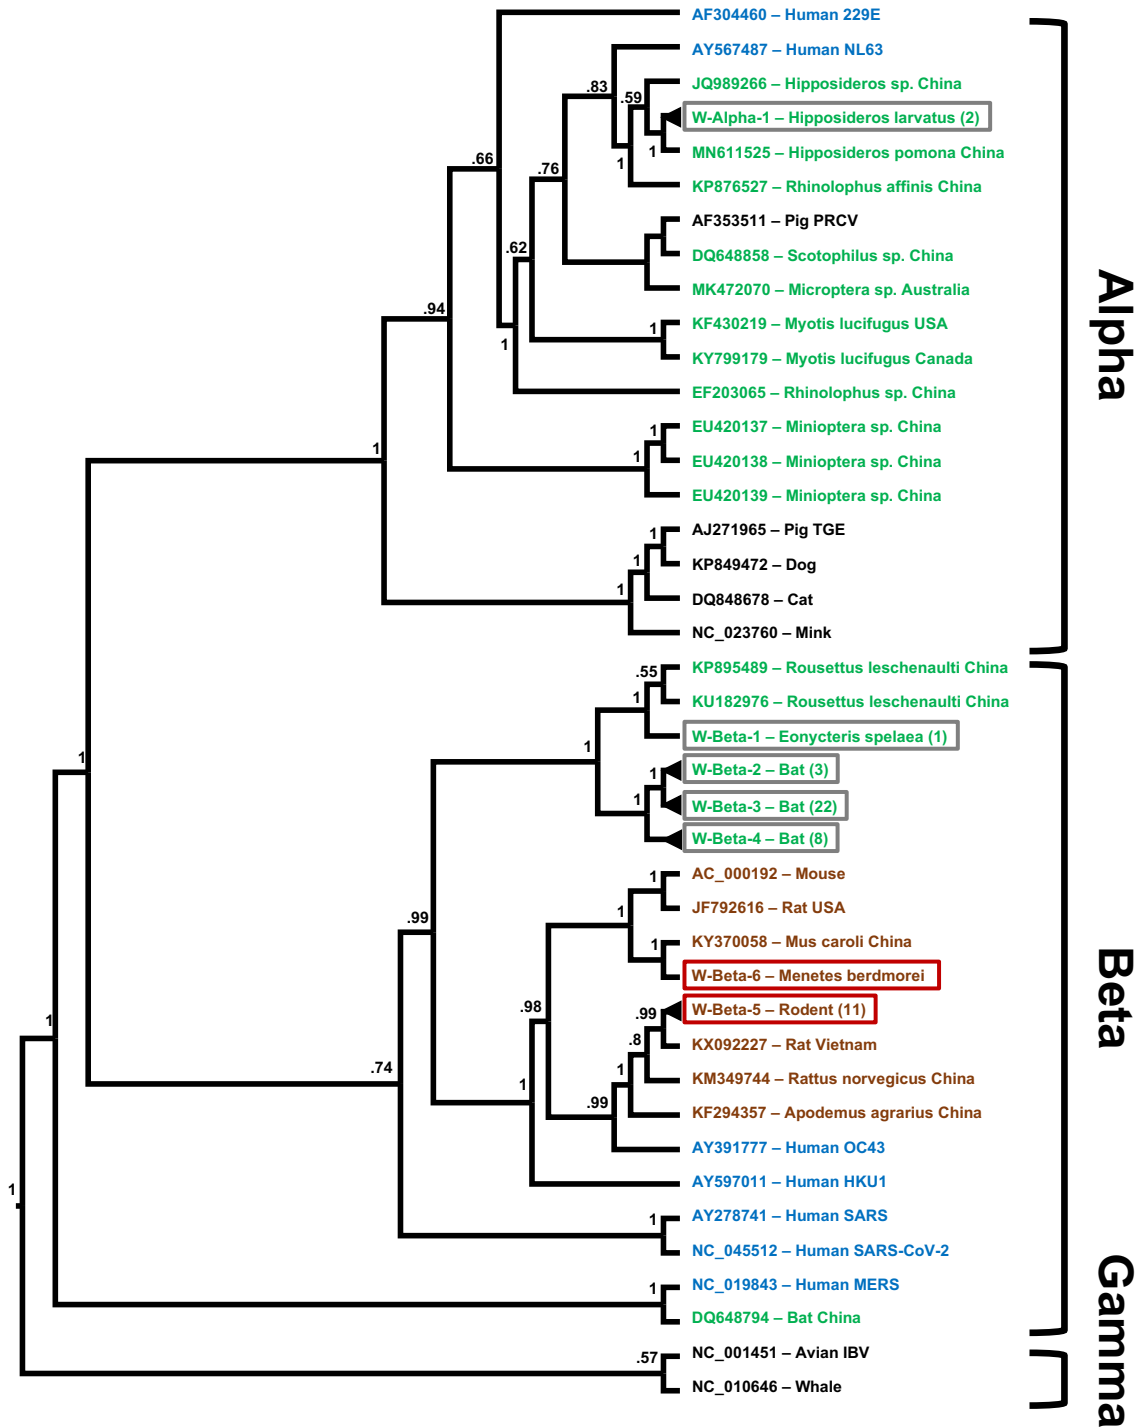 AF304460 – Human 229E
AY567487 – Human NL63
.83
JQ989266 – Hipposideros sp. China
.59
W-Alpha-1 – Hipposideros larvatus (2)
1
MN611525 – Hipposideros pomona China
.66
.76
1
KP876527 – Rhinolophus affinis China
AF353511 – Pig PRCV
.62
DQ648858 – Scotophilus sp. China
MK472070 – Microptera sp. Australia
Alpha
.94
1
KF430219 – Myotis lucifugus USA
1
KY799179 – Myotis lucifugus Canada
EF203065 – Rhinolophus sp. China
1
EU420137 – Minioptera sp. China
1
1
EU420138 – Minioptera sp. China
EU420139 – Minioptera sp. China
1
AJ271965 – Pig TGE
1
KP849472 – Dog
1
DQ848678 – Cat
NC_023760 – Mink
.55
KP895489 – Rousettus leschenaulti China
1
KU182976 – Rousettus leschenaulti China
1
1
W-Beta-1 – Eonycteris spelaea (1)
1
W-Beta-2 – Bat (3)
1
W-Beta-3 – Bat (22)
W-Beta-4 – Bat (8)
1
AC_000192 – Mouse
.99
1
JF792616 – Rat USA
1
KY370058 – Mus caroli China
W-Beta-6 – Menetes berdmorei
Beta
.98
.99
W-Beta-5 – Rodent (11)
1
.8
KX092227 – Rat Vietnam
.74
1
1
KM349744 – Rattus norvegicus China
.99
KF294357 – Apodemus agrarius China
AY391777 – Human OC43
AY597011 – Human HKU1
1
1
AY278741 – Human SARS
NC_045512 – Human SARS-CoV-2
1
NC_019843 – Human MERS
DQ648794 – Bat China
Gamma
.57
NC_001451 – Avian IBV
NC_010646 – Whale